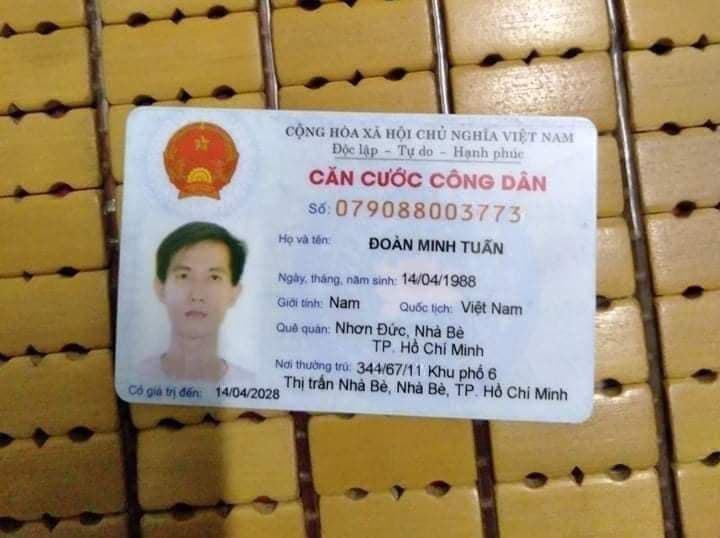 CỘNG HÒA XÃ HỘI CHỦ NGHĨA VIỆT NAM
Độc lập - Tự do - Hạnh phúc
CĂN CƯỚC CÔNG DÂN
Số: 079088003773
Họ và tên: ĐOÀN MINH TUẤN
Ngày, tháng, năm sinh: 14/04/1988
Giới tính: Nam Quốc tịch: Việt Nam
Quê quán: Nhơn Đức, Nhà Bè
TP. Hồ Chí Minh
Nơi thường trú: 344/67/11 Khu phố 6
Thị trấn Nhà Bè, Nhà Bè, TP. Hồ Chí Minh
Có giá trị đến: 14/04/2028